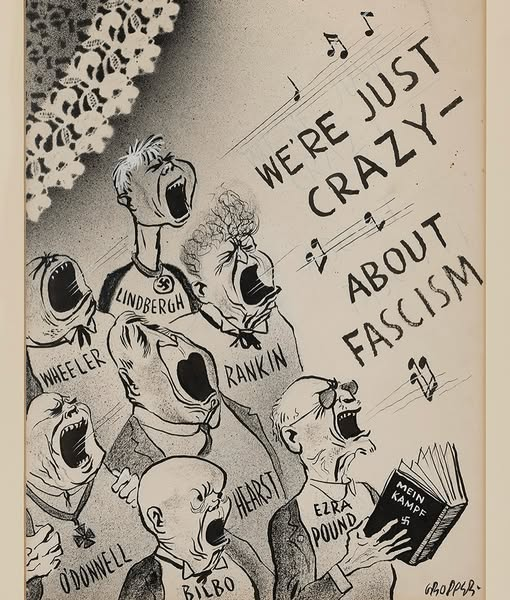 WE'RE JUST
CRAZY—
ABOUT
FASCISM
LINDBERGH
WHEELER
RANKIN
HEARST
EZRA
POUND
MEIN
KAMPF
O'DONNELL
BILBO
GROPPER-